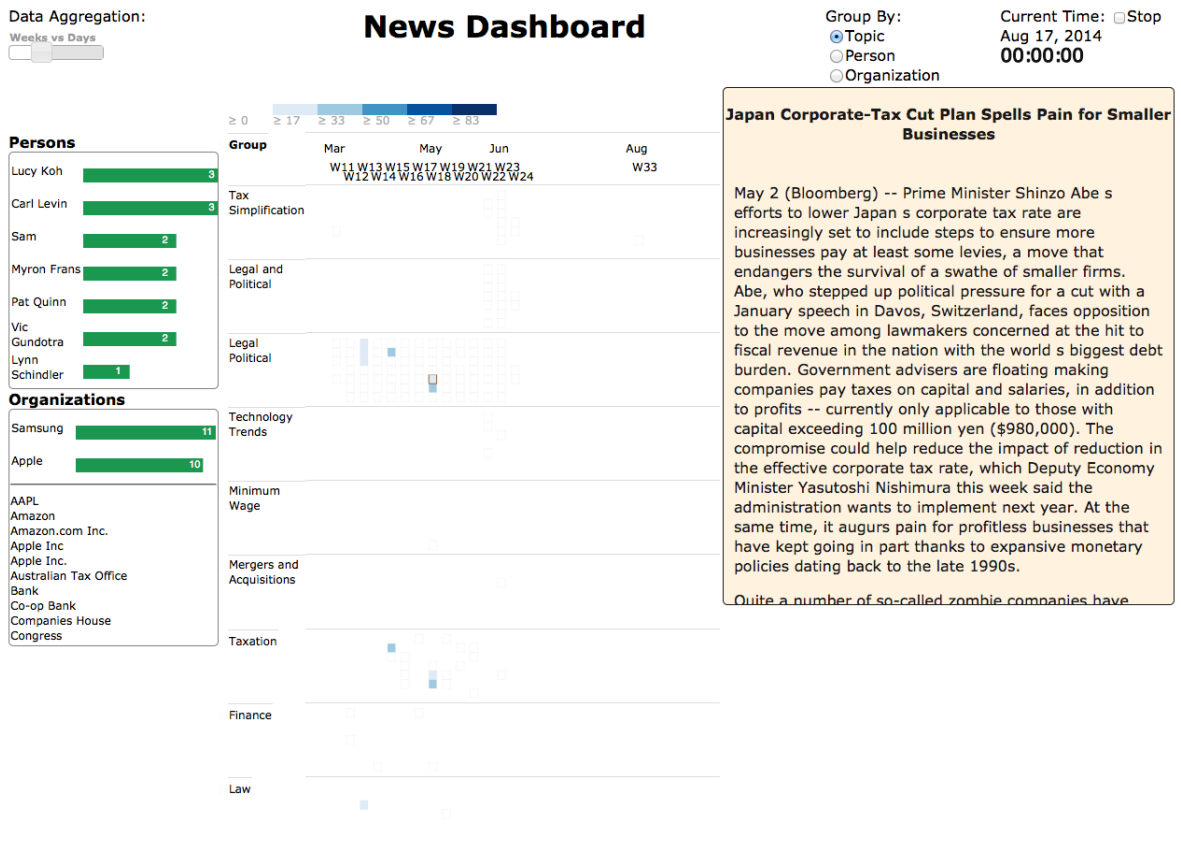 Data Aggregation:
Weeks vs Days
News Dashboard
Group By:
Topic
Person
Organization
Current Time:
Stop
Aug 17, 2014
00:00:00
≥ 0 ≥ 17 ≥ 33 ≥ 50 ≥ 67 ≥ 83
Persons
Lucy Koh 3
Carl Levin 3
Sam 2
Myron Frans 2
Pat Quinn 2
Vic
Gundotra 2
Lynn
Schindler 1
Organizations
Samsung 11
Apple 10
AAPL
Amazon
Amazon.com Inc.
Apple Inc
Apple Inc.
Australian Tax Office
Bank
Co-op Bank
Companies House
Congress
Group
Mar May Jun Aug
W11 W13 W15 W17 W19 W21 W23 W33
W12 W14 W16 W18 W20 W22 W24
Tax
Simplification
Legal and
Political
Legal
Political
Technology
Trends
Minimum
Wage
Mergers and
Acquisitions
Taxation
Finance
Law
Japan Corporate-Tax Cut Plan Spells Pain for Smaller
Businesses
May 2 (Bloomberg) -- Prime Minister Shinzo Abe s
efforts to lower Japan s corporate tax rate are
increasingly set to include steps to ensure more
businesses pay at least some levies, a move that
endangers the survival of a swathe of smaller firms.
Abe, who stepped up political pressure for a cut with a
January speech in Davos, Switzerland, faces opposition
to the move among lawmakers concerned at the hit to
fiscal revenue in the nation with the world s biggest debt
burden. Government advisers are floating making
companies pay taxes on capital and salaries, in addition
to profits -- currently only applicable to those with
capital exceeding 100 million yen ($980,000). The
compromise could help reduce the impact of reduction in
the effective corporate tax rate, which Deputy Economy
Minister Yasutoshi Nishimura this week said the
administration wants to implement next year. At the
same time, it augurs pain for profitless businesses that
have kept going in part thanks to expansive monetary
policies dating back to the late 1990s.
Quite a number of so-called zombie companies have